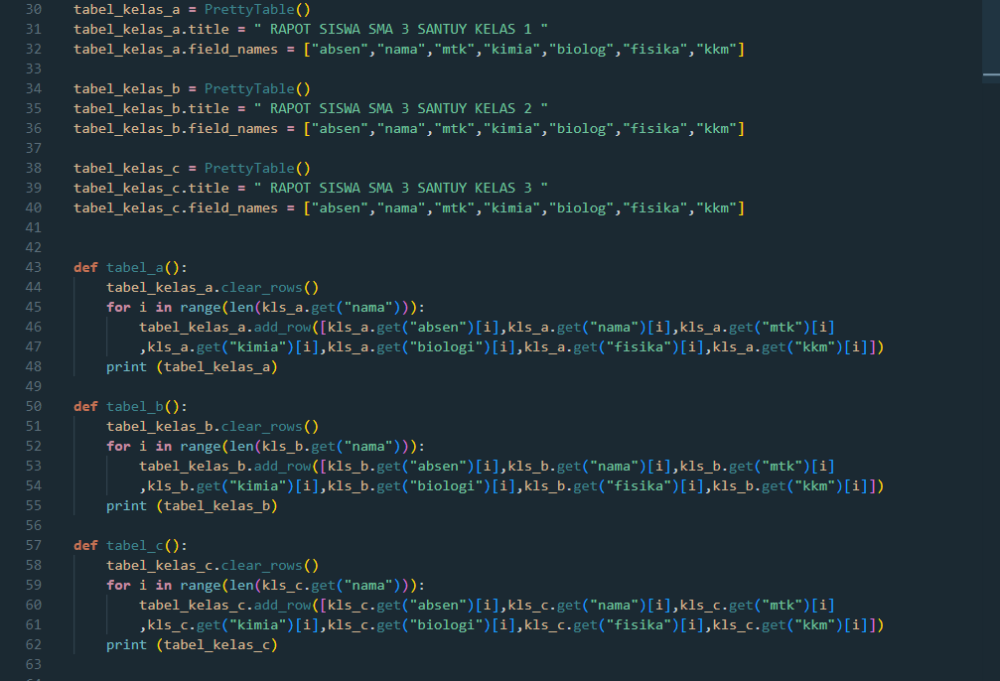 30 tabel_kelas_a = PrettyTable()
31 tabel_kelas_a.title = " RAPOT SISWA SMA 3 SANTUY KELAS 1 "
32 tabel_kelas_a.field_names = ["absen","nama","mtk","kimia","biolog","fisika","kkm"]
33
34 tabel_kelas_b = PrettyTable()
35 tabel_kelas_b.title = " RAPOT SISWA SMA 3 SANTUY KELAS 2 "
36 tabel_kelas_b.field_names = ["absen","nama","mtk","kimia","biolog","fisika","kkm"]
37
38 tabel_kelas_c = PrettyTable()
39 tabel_kelas_c.title = " RAPOT SISWA SMA 3 SANTUY KELAS 3 "
40 tabel_kelas_c.field_names = ["absen","nama","mtk","kimia","biolog","fisika","kkm"]
41
42
43 def tabel_a():
44     tabel_kelas_a.clear_rows()
45     for i in range(len(kls_a.get("nama"))):
46         tabel_kelas_a.add_row([kls_a.get("absen")[i],kls_a.get("nama")[i],kls_a.get("mtk")[i]
47         ,kls_a.get("kimia")[i],kls_a.get("biologi")[i],kls_a.get("fisika")[i],kls_a.get("kkm")[i]])
48     print (tabel_kelas_a)
49
50 def tabel_b():
51     tabel_kelas_b.clear_rows()
52     for i in range(len(kls_b.get("nama"))):
53         tabel_kelas_b.add_row([kls_b.get("absen")[i],kls_b.get("nama")[i],kls_b.get("mtk")[i]
54         ,kls_b.get("kimia")[i],kls_b.get("biologi")[i],kls_b.get("fisika")[i],kls_b.get("kkm")[i]])
55     print (tabel_kelas_b)
56
57 def tabel_c():
58     tabel_kelas_c.clear_rows()
59     for i in range(len(kls_c.get("nama"))):
60         tabel_kelas_c.add_row([kls_c.get("absen")[i],kls_c.get("nama")[i],kls_c.get("mtk")[i]
61         ,kls_c.get("kimia")[i],kls_c.get("biologi")[i],kls_c.get("fisika")[i],kls_c.get("kkm")[i]])
62     print (tabel_kelas_c)
63